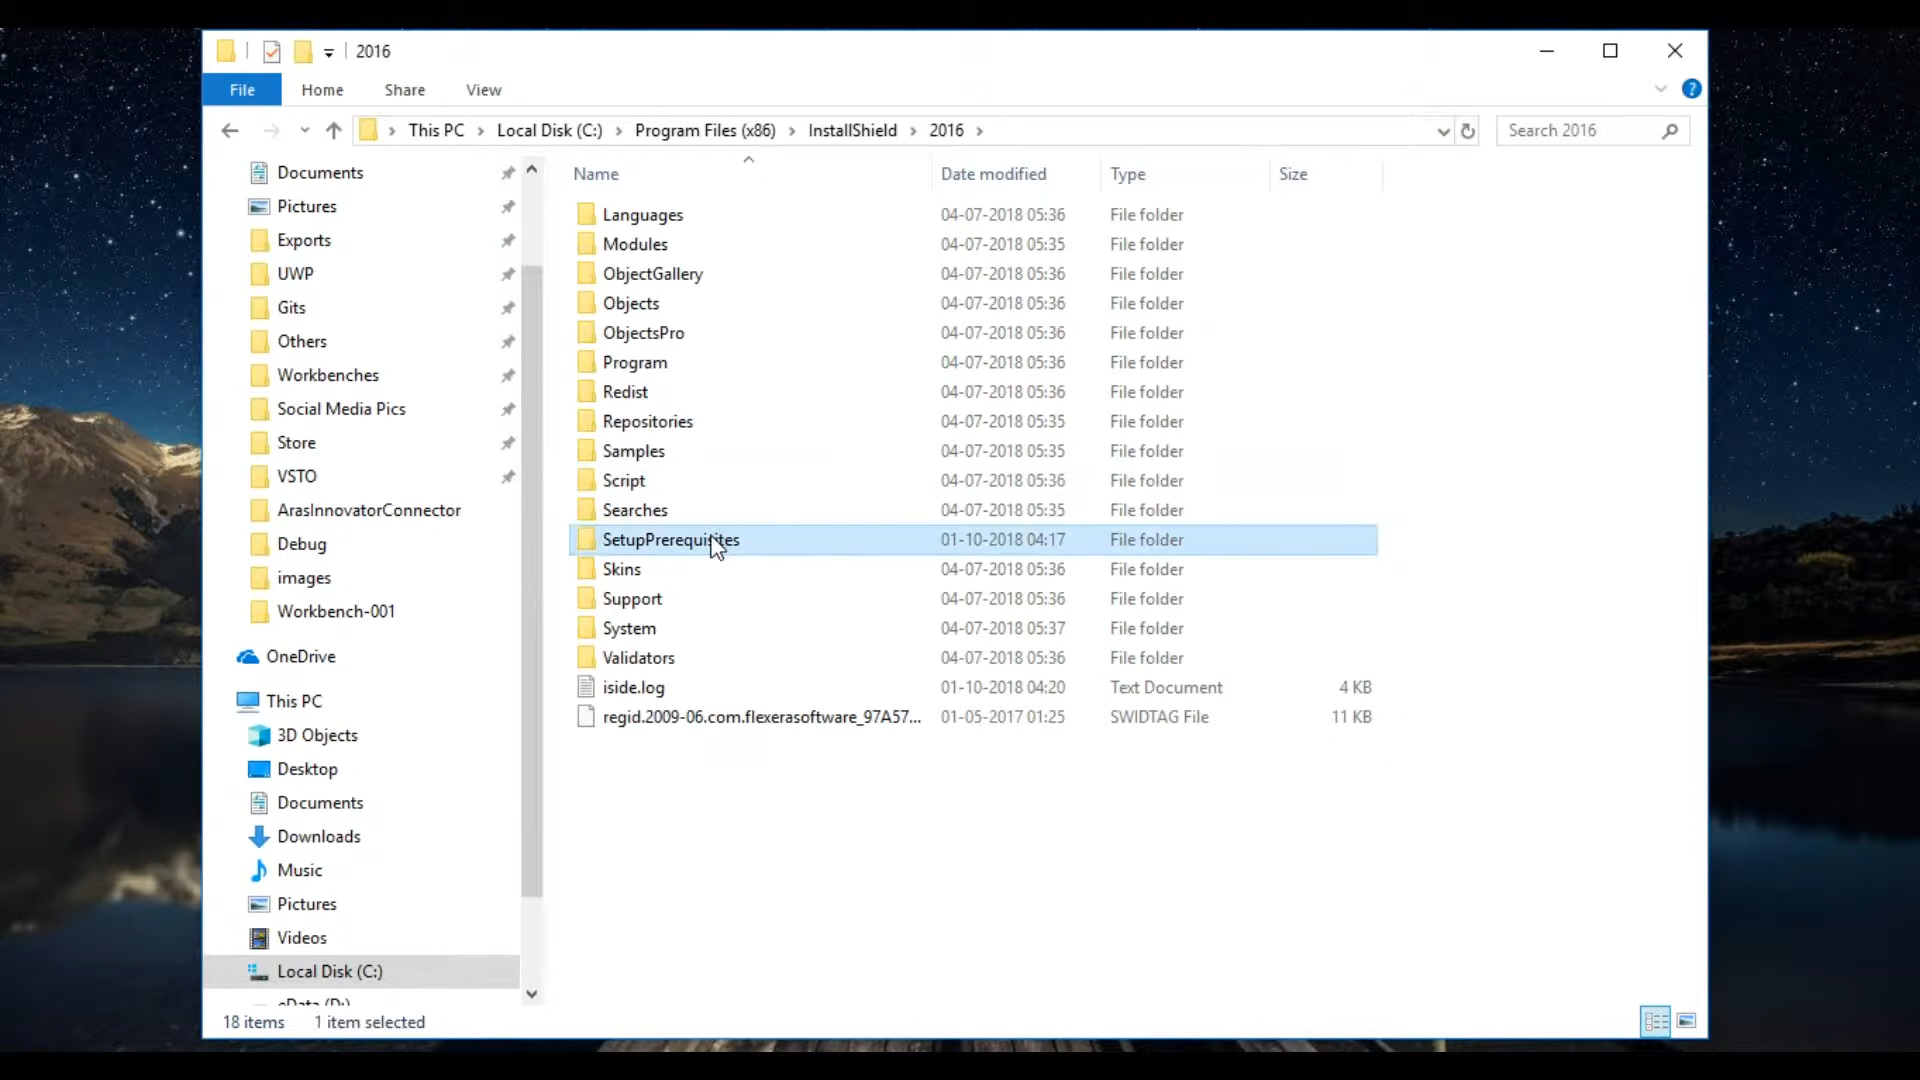 2016
File Home Share View
This PC Local Disk (C:) Program Files (x86) InstallShield 2016
Search 2016
Documents
Pictures
Exports
UWP
Gits
Others
Workbenches
Social Media Pics
Store
VSTO
ArasInnovatorConnector
Debug
images
Workbench-001
OneDrive
This PC
3D Objects
Desktop
Documents
Downloads
Music
Pictures
Videos
Local Disk (C:)
Name Date modified Type Size
Languages 04-07-2018 05:36 File folder
Modules 04-07-2018 05:35 File folder
ObjectGallery 04-07-2018 05:36 File folder
Objects 04-07-2018 05:36 File folder
ObjectsPro 04-07-2018 05:36 File folder
Program 04-07-2018 05:36 File folder
Redist 04-07-2018 05:36 File folder
Repositories 04-07-2018 05:35 File folder
Samples 04-07-2018 05:35 File folder
Script 04-07-2018 05:36 File folder
Searches 04-07-2018 05:35 File folder
SetupPrerequisites 01-10-2018 04:17 File folder
Skins 04-07-2018 05:36 File folder
Support 04-07-2018 05:36 File folder
System 04-07-2018 05:37 File folder
Validators 04-07-2018 05:36 File folder
iside.log 01-10-2018 04:20 Text Document 4 KB
regid.2009-06.com.flexerasoftware_97A57... 01-05-2017 01:25 SWIDTAG File 11 KB
18 items 1 item selected